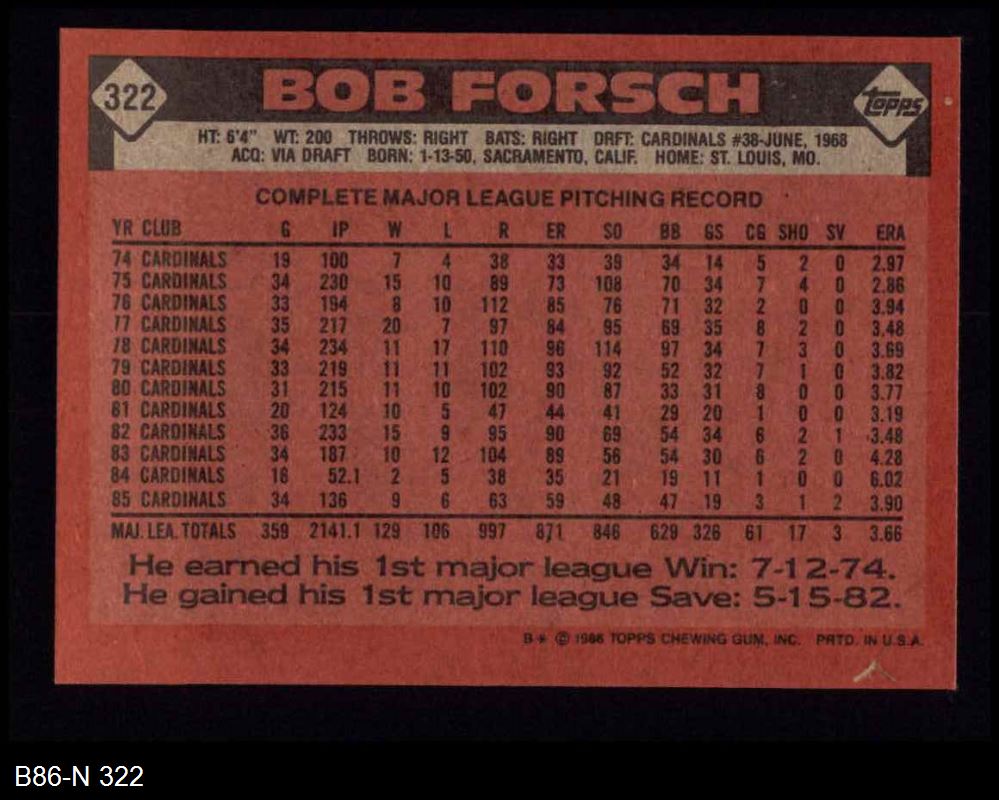 322 BOB FORSCH TOPPS
HT: 6'4" WT: 200 THROWS: RIGHT BATS: RIGHT DRFT: CARDINALS #38-JUNE, 1968
ACQ: VIA DRAFT BORN: 1-13-50, SACRAMENTO, CALIF. HOME: ST. LOUIS, MO.
COMPLETE MAJOR LEAGUE PITCHING RECORD
YR CLUB G IP W L R ER SO BB GS CG SHO SV ERA
74 CARDINALS 19 100 7 4 38 33 39 34 14 5 2 0 2.97
75 CARDINALS 34 230 15 10 89 73 108 70 34 7 4 0 2.86
76 CARDINALS 33 194 8 10 112 85 76 71 32 2 0 0 3.94
77 CARDINALS 35 217 20 7 97 84 95 69 35 8 2 0 3.48
78 CARDINALS 34 234 11 17 110 96 114 97 34 7 3 0 3.69
79 CARDINALS 33 219 11 11 102 93 92 52 32 7 1 0 3.82
80 CARDINALS 31 215 11 10 102 90 87 33 31 8 0 0 3.77
81 CARDINALS 20 124 10 5 47 44 41 29 20 1 0 0 3.19
82 CARDINALS 36 233 15 9 95 90 69 54 34 6 2 1 3.48
83 CARDINALS 34 187 10 12 104 89 56 54 30 6 2 0 4.28
84 CARDINALS 16 52.1 2 5 38 35 21 19 11 1 0 0 6.02
85 CARDINALS 34 136 9 6 63 59 48 47 19 3 1 2 3.90
MAJ. LEA. TOTALS 359 2141.1 129 106 997 871 846 629 326 61 17 3 3.66
He earned his 1st major league Win: 7-12-74.
He gained his 1st major league Save: 5-15-82.
B* © 1986 TOPPS CHEWING GUM, INC. PRTD. IN U.S.A.
B86-N 322